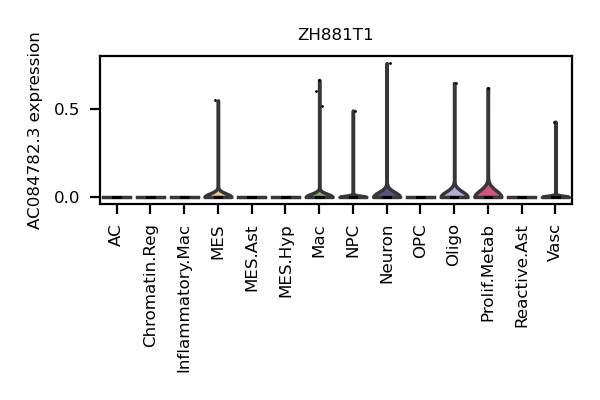 ZH881T1
AC084782.3 expression
0.5
0.0
AC
Chromatin.Reg
Inflammatory.Mac
MES
MES.Ast
MES.Hyp
Mac
NPC
Neuron
OPC
Oligo
Prolif.Metab
Reactive.Ast
Vasc